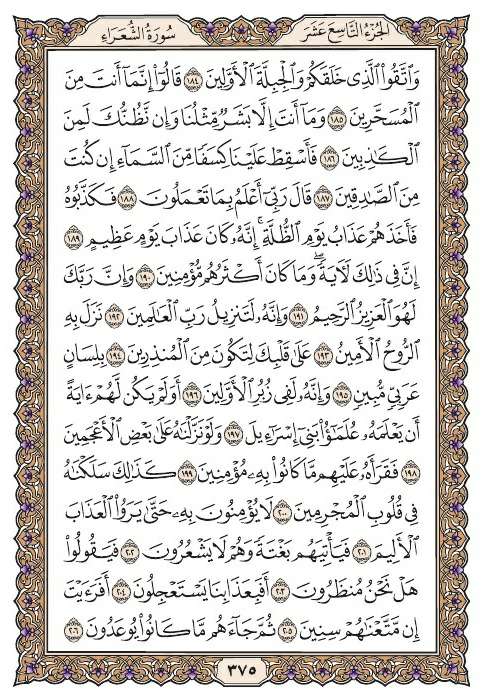 الجُزْءُ التَّاسِعَ عَشَرَ
سُورَةُ الشُّعَرَاءِ
وَاتَّقُوا الَّذِي خَلَقَكُمْ وَالْجِبِلَّةَ الْأَوَّلِينَ ١٨٤ قَالُوا إِنَّمَا أَنتَ مِنَ
الْمُسَحَّرِينَ ١٨٥ وَمَا أَنتَ إِلَّا بَشَرٌ مِّثْلُنَا وَإِن نَّظُنُّكَ لَمِنَ
الْكَاذِبِينَ ١٨٦ فَأَسْقِطْ عَلَيْنَا كِسَفًا مِّنَ السَّمَاءِ إِن كُنتَ
مِنَ الصَّادِقِينَ ١٨٧ قَالَ رَبِّي أَعْلَمُ بِمَا تَعْمَلُونَ ١٨٨ فَكَذَّبُوهُ
فَأَخَذَهُمْ عَذَابُ يَوْمِ الظُّلَّةِ ۚ إِنَّهُ كَانَ عَذَابَ يَوْمٍ عَظِيمٍ ١٨٩
إِنَّ فِي ذَٰلِكَ لَآيَةً ۖ وَمَا كَانَ أَكْثَرُهُم مُّؤْمِنِينَ ١٩٠ وَإِنَّ رَبَّكَ
لَهُوَ الْعَزِيزُ الرَّحِيمُ ١٩١ وَإِنَّهُ لَتَنزِيلُ رَبِّ الْعَالَمِينَ ١٩٢ نَزَلَ بِهِ
الرُّوحُ الْأَمِينُ ١٩٣ عَلَىٰ قَلْبِكَ لِتَكُونَ مِنَ الْمُنذِرِينَ ١٩٤ بِلِسَانٍ
عَرَبِيٍّ مُّبِينٍ ١٩٥ وَإِنَّهُ لَفِي زُبُرِ الْأَوَّلِينَ ١٩٦ أَوَلَمْ يَكُن لَّهُمْ آيَةً
أَن يَعْلَمَهُ عُلَمَٰٓؤُا۟ بَنِي إِسْرَائِيلَ ١٩٧ وَلَوْ نَزَّلْنَاهُ عَلَىٰ بَعْضِ الْأَعْجَمِينَ
١٩٨ فَقَرَأَهُ عَلَيْهِم مَّا كَانُوا بِهِ مُؤْمِنِينَ ١٩٩ كَذَٰلِكَ سَلَكْنَاهُ
فِي قُلُوبِ الْمُجْرِمِينَ ٢٠٠ لَا يُؤْمِنُونَ بِهِ حَتَّىٰ يَرَوُا الْعَذَابَ
الْأَلِيمَ ٢٠١ فَيَأْتِيَهُم بَغْتَةً وَهُمْ لَا يَشْعُرُونَ ٢٠٢ فَيَقُولُوا
هَلْ نَحْنُ مُنظَرُونَ ٢٠٣ أَفَبِعَذَابِنَا يَسْتَعْجِلُونَ ٢٠٤ أَفَرَأَيْتَ
إِن مَّتَّعْنَاهُمْ سِنِينَ ٢٠٥ ثُمَّ جَاءَهُم مَّا كَانُوا يُوعَدُونَ ٢٠٦
٣٧٥